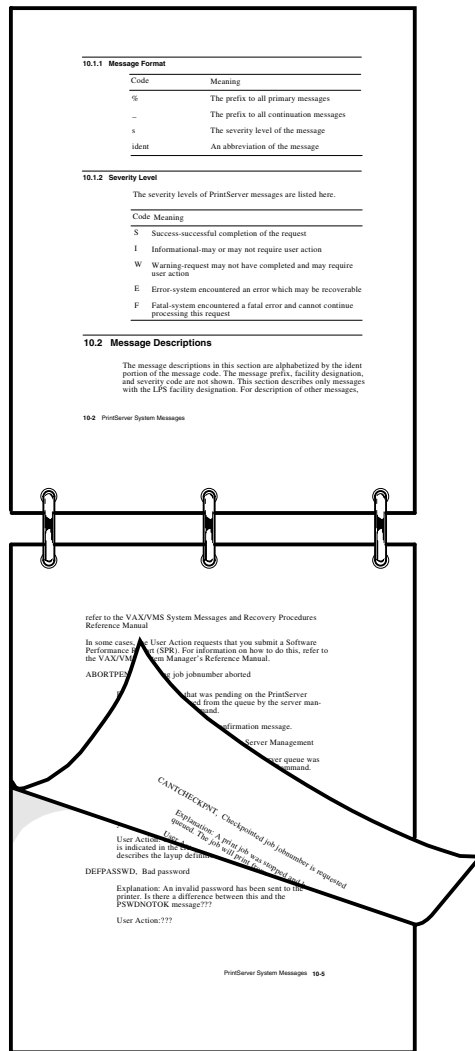 10.1.1 Message Format
Code Meaning
% The prefix to all primary messages
_ The prefix to all continuation messages
s The severity level of the message
ident An abbreviation of the message
10.1.2 Severity Level
The severity levels of PrintServer messages are listed here.
Code Meaning
S Success-successful completion of the request
I Informational-may or may not require user action
W Warning-request may not have completed and may require
user action
E Error-system encountered an error which may be recoverable
F Fatal-system encountered a fatal error and cannot continue
processing this request
10.2 Message Descriptions
The message descriptions in this section are alphabetized by the ident
portion of the message code. The message prefix, facility designation,
and severity code are not shown. This section describes only messages
with the LPS facility designation. For description of other messages,
10-2 PrintServer System Messages
refer to the VAX/VMS System Messages and Recovery Procedures
Reference Manual
In some cases, User Action requests that you submit a Software
Performance (SPR). For information on how to do this, refer to
the Manager's Reference Manual.
job jobnumber aborted
that was pending on the PrintServer
from the queue by the server man-
confirmation message.
Server Management
queue was
command.
CANTCHECKPNT, Checkpointed job jobnumber is requested
Explanation: A print job was stopped and
queued. The job will print
User
User Action:
is indicated in the
describes the layup
DEFPASSWD, Bad password
Explanation: An invalid password has been sent to the
printer. Is there a difference between this and the
PSWDNOTOK message???
User Action:???
PrintServer System Messages 10-5